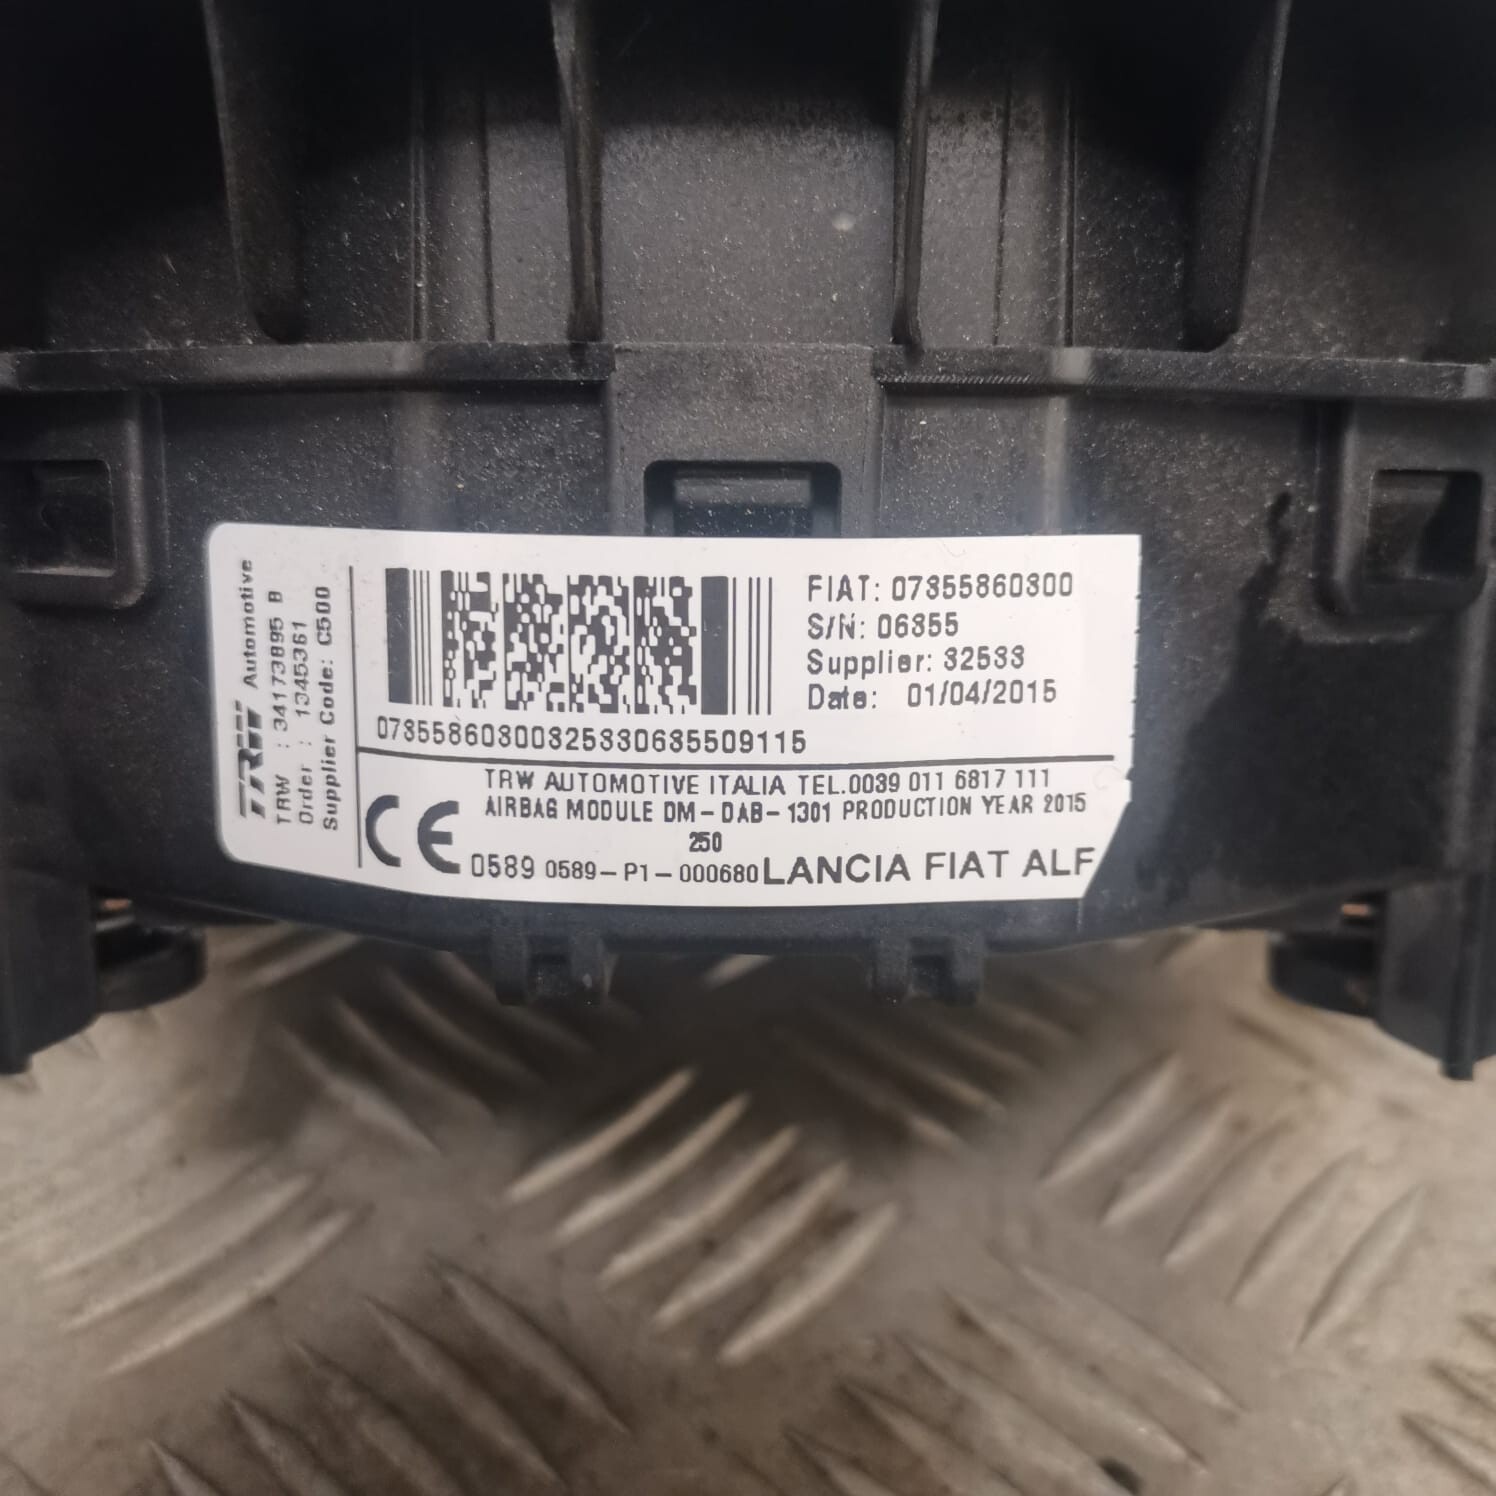 TRW Automotive
TRW : 34173895 B
Order : 1345361
Supplier Code: C500
FIAT: 07355860300
S/N: 06355
Supplier: 32533
Date: 01/04/2015
07355860300325330635509115
TRW AUTOMOTIVE ITALIA TEL.0039 011 6817 111
AIRBAG MODULE DM-DAB-1301 PRODUCTION YEAR 2015
250
CE 0589 0589-P1-000680 LANCIA FIAT ALF